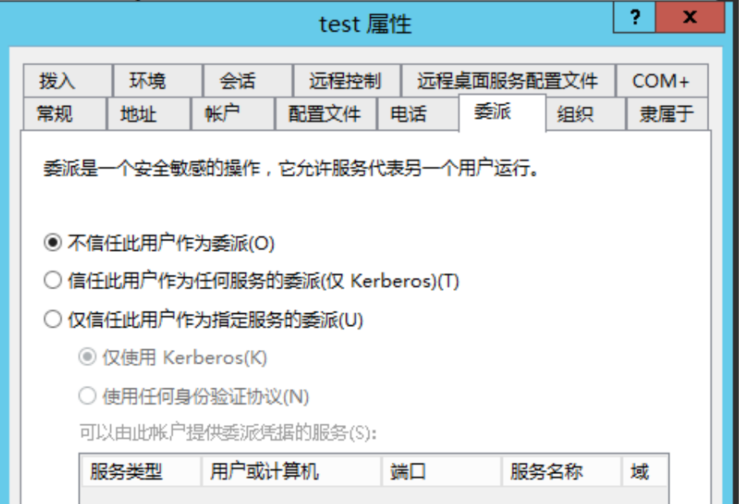 test 属性
?
x
拨入 环境 会话 远程控制 远程桌面服务配置文件 COM+
常规 地址 帐户 配置文件 电话 委派 组织 隶属于
委派是一个安全敏感的操作，它允许服务代表另一个用户运行。
不信任此用户作为委派(O)
信任此用户作为任何服务的委派(仅 Kerberos)(T)
仅信任此用户作为指定服务的委派(U)
仅使用 Kerberos(K)
使用任何身份验证协议(N)
可以由此帐户提供委派凭据的服务(S):
服务类型 用户或计算机 端口 服务名称 域